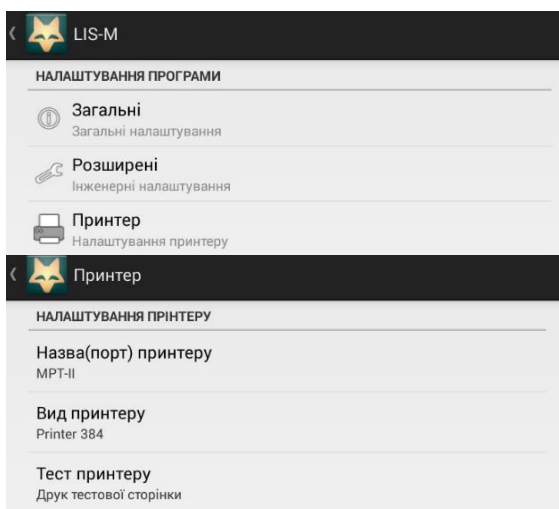 LIS-M
НАЛАШТУВАННЯ ПРОГРАМИ
Загальні
Загальні налаштування
Розширені
Інженерні налаштування
Принтер
Налаштування принтеру
Принтер
НАЛАШТУВАННЯ ПРІНТЕРУ
Назва(порт) принтеру
MPT-II
Вид принтеру
Printer 384
Тест принтеру
Друк тестової сторінки